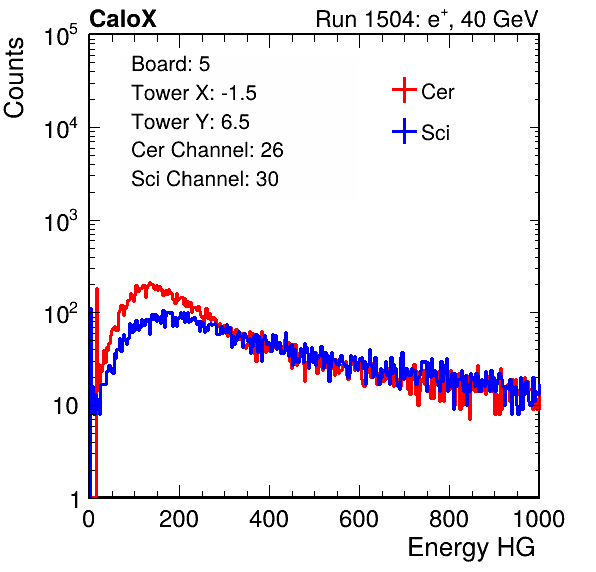 CaloX Run 1504: e⁺, 40 GeV
Counts
Board: 5
Tower X: -1.5
Tower Y: 6.5
Cer Channel: 26
Sci Channel: 30
Cer
Sci
10⁵
10⁴
10³
10²
10
1
0 200 400 600 800 1000
Energy HG